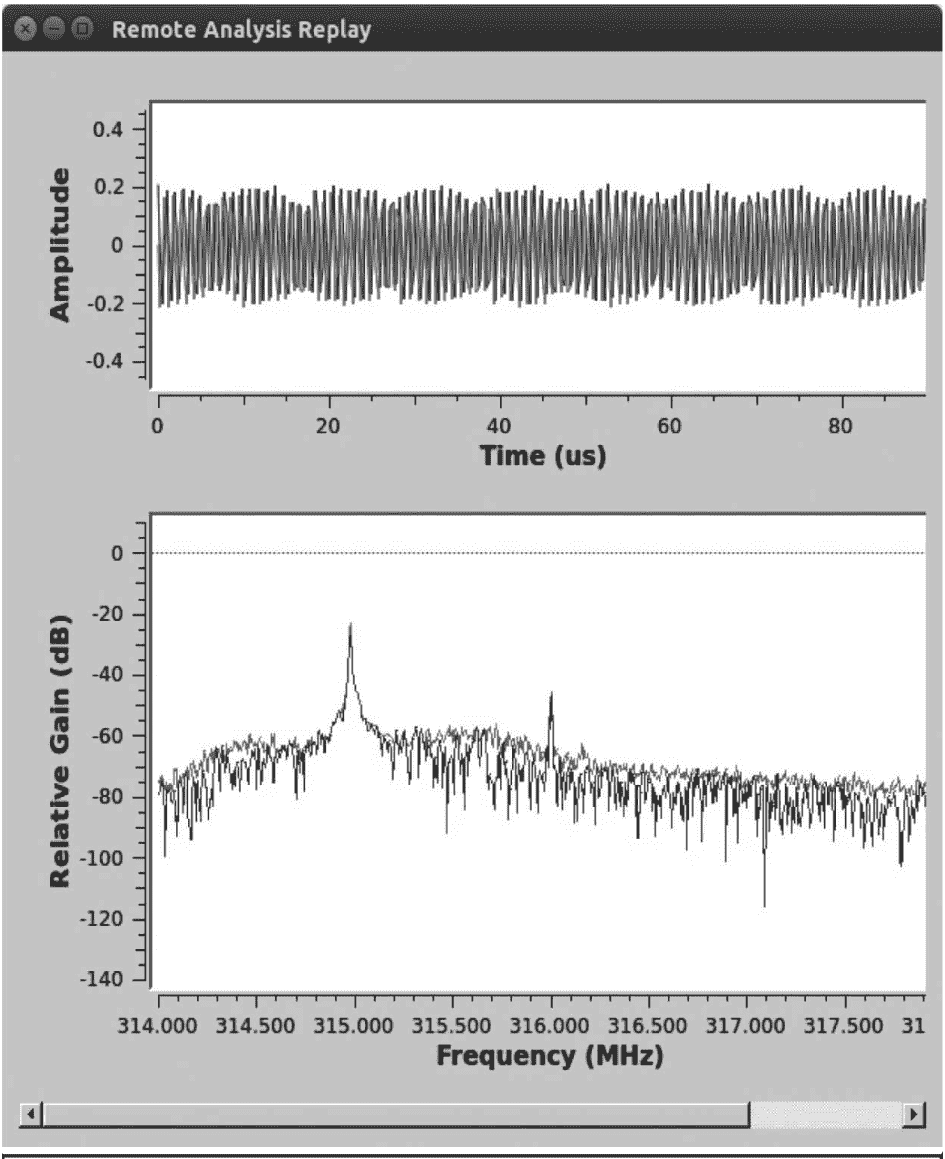 Remote Analysis Replay
Amplitude
0.4
0.2
0
-0.2
-0.4
0 20 40 60 80
Time (us)
Relative Gain (dB)
0
-20
-40
-60
-80
-100
-120
-140
314.000 314.500 315.000 315.500 316.000 316.500 317.000 317.500 31
Frequency (MHz)